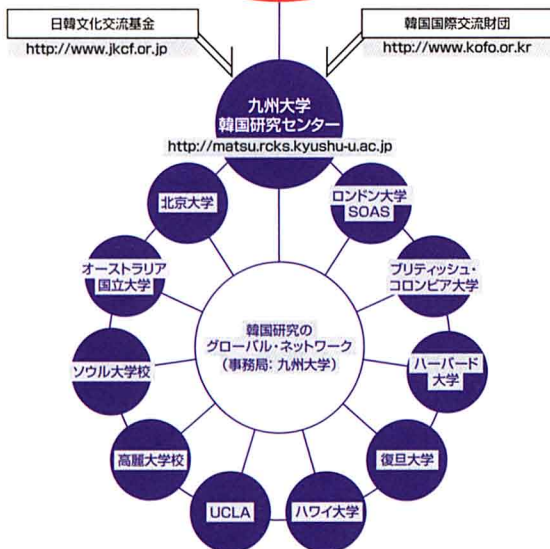 日韓文化交流基金
http://www.jkcf.or.jp
韓国国際交流財団
http://www.kofo.or.kr
九州大学
韓国研究センター
http://matsu.rcks.kyushu-u.ac.jp
北京大学
ロンドン大学
SOAS
オーストラリア
国立大学
ブリティッシュ・
コロンビア大学
韓国研究の
グローバル・ネットワーク
(事務局:九州大学)
ソウル大学校
ハーバード
大学
高麗大学校
復旦大学
UCLA
ハワイ大学